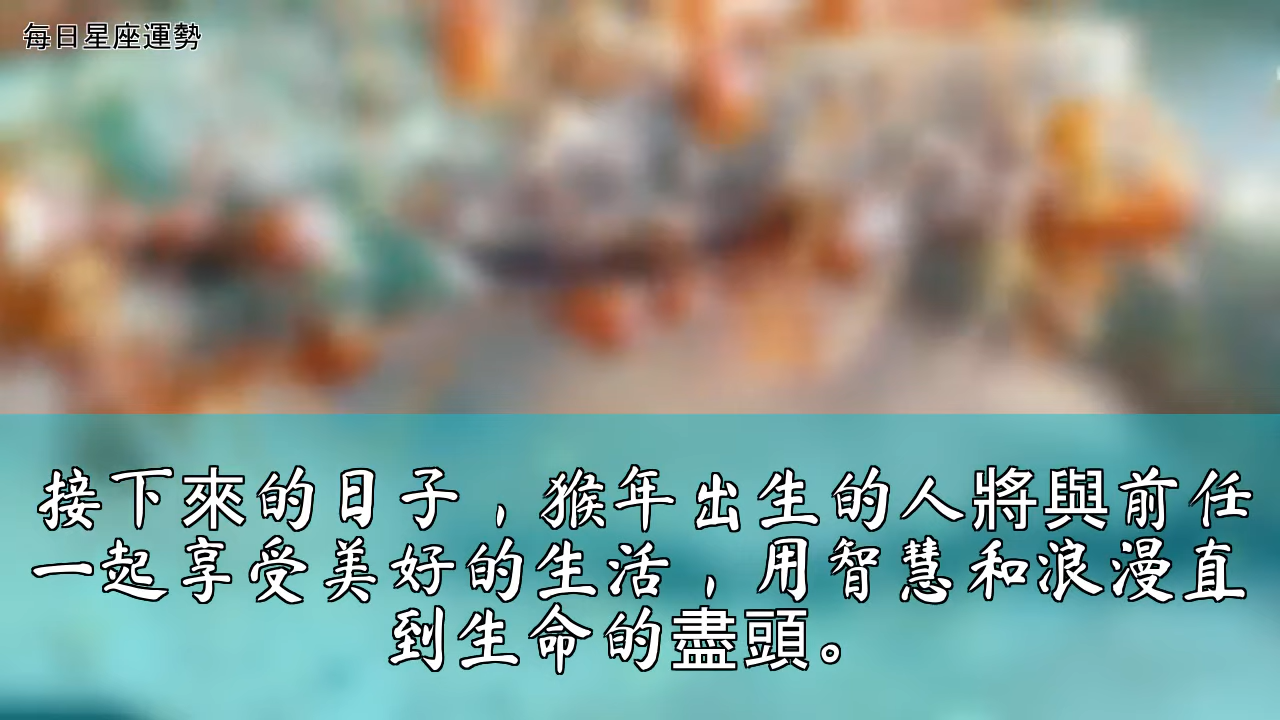 每日星座運勢
接下來的日子，猴年出生的人將與前任
一起享受美好的生活，用智慧和浪漫直
到生命的盡頭。